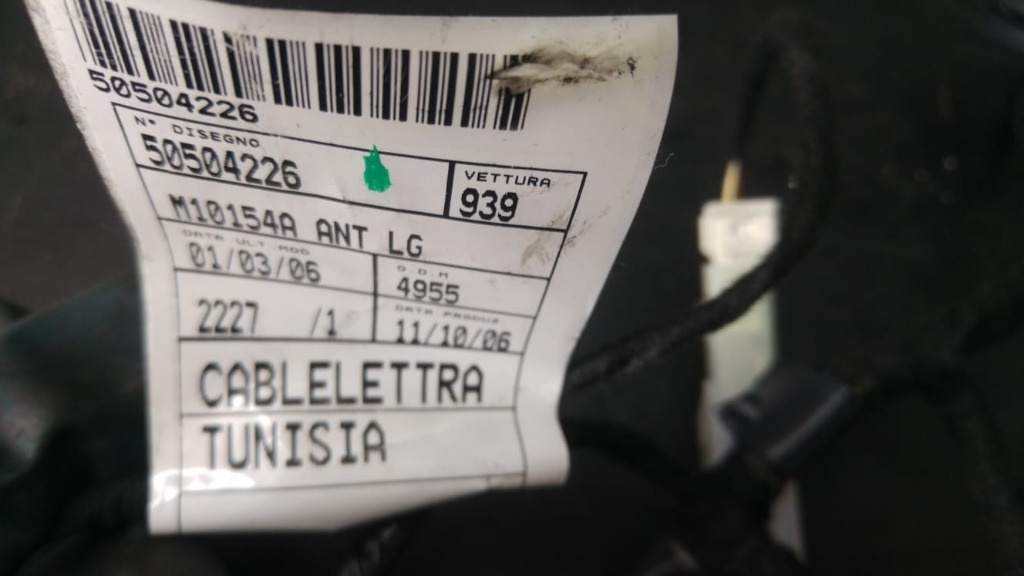 50504226
N° DISEGNO
50504226
VETTURA
939
M10154A ANT LG
DATA ULT MOD
01/03/06
O.D.M
4955
2227 /1
DATA PRODUZ
11/10/06
CABLELETTRA
TUNISIA